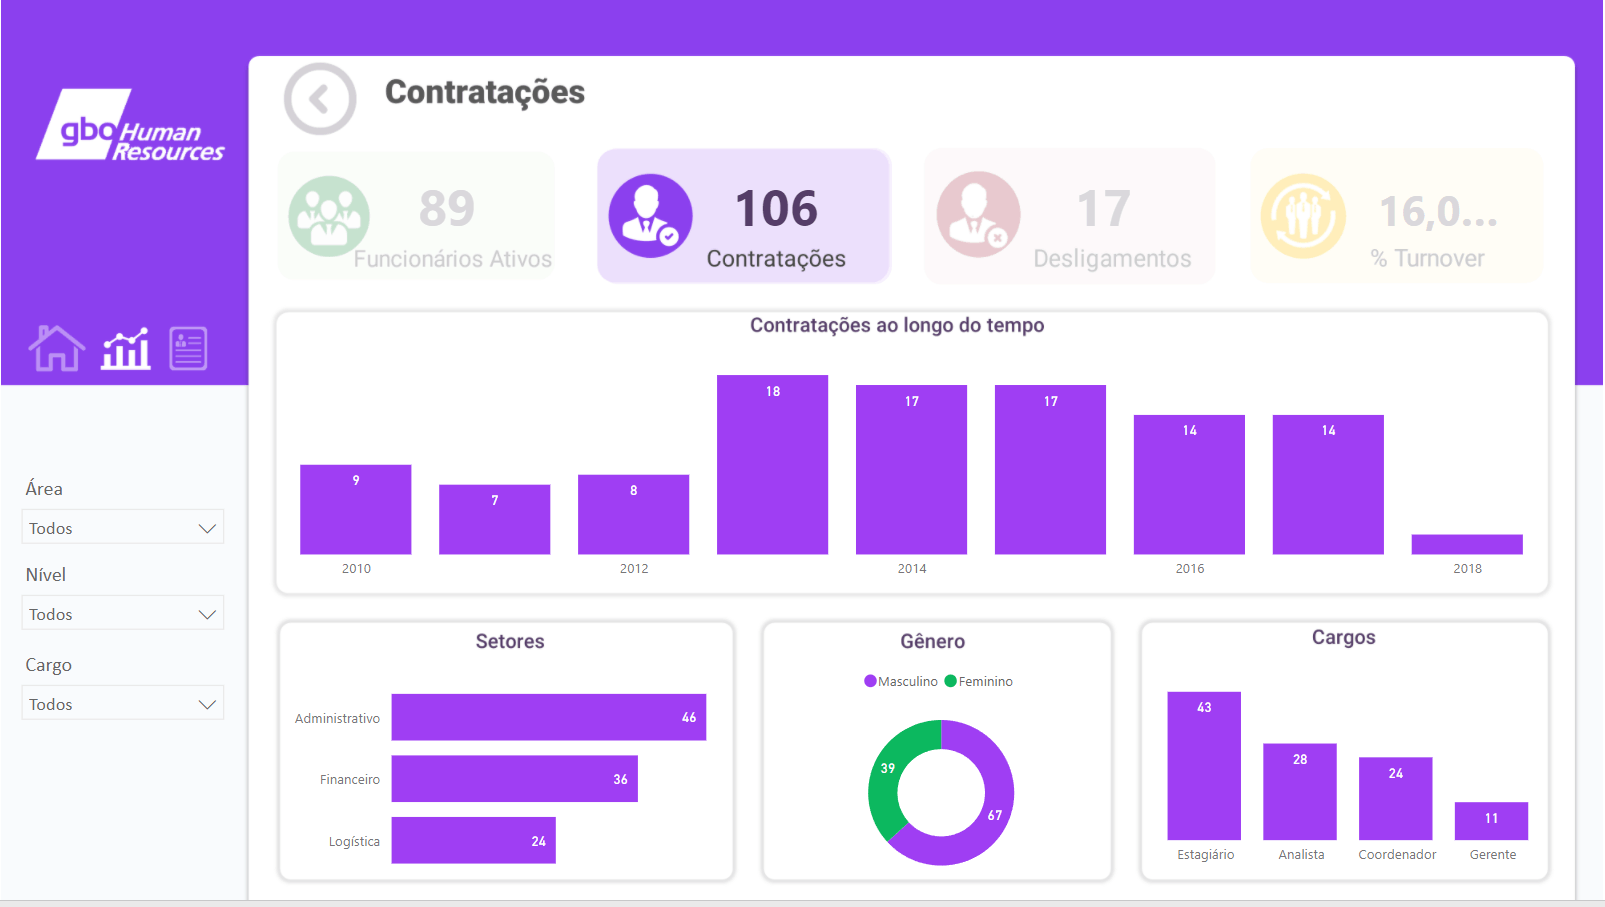 Contratações
gbo Human
Resources
89
Funcionários Ativos
106
Contratações
17
Desligamentos
16,0...
% Turnover
Contratações ao longo do tempo
9
7
8
18
17
17
14
14
2010
2012
2014
2016
2018
Área
Todos
Nível
Todos
Cargo
Todos
Setores
Administrativo
46
Financeiro
36
Logística
24
Gênero
Masculino Feminino
39
67
Cargos
43
28
24
11
Estagiário Analista Coordenador Gerente